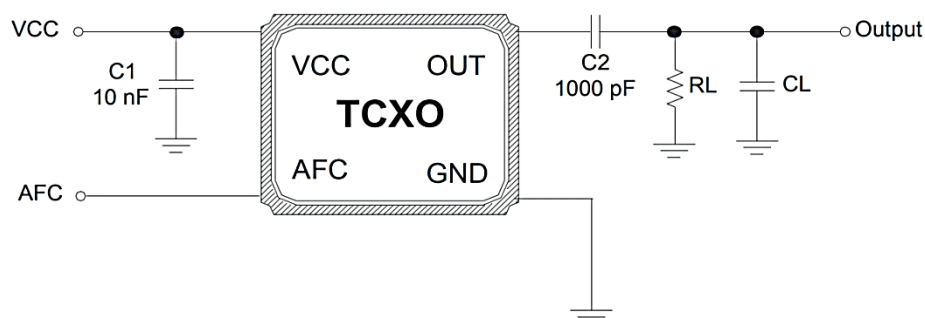 VCC
C1
10 nF
VCC
OUT
TCXO
AFC
GND
C2
1000 pF
RL
CL
Output
AFC